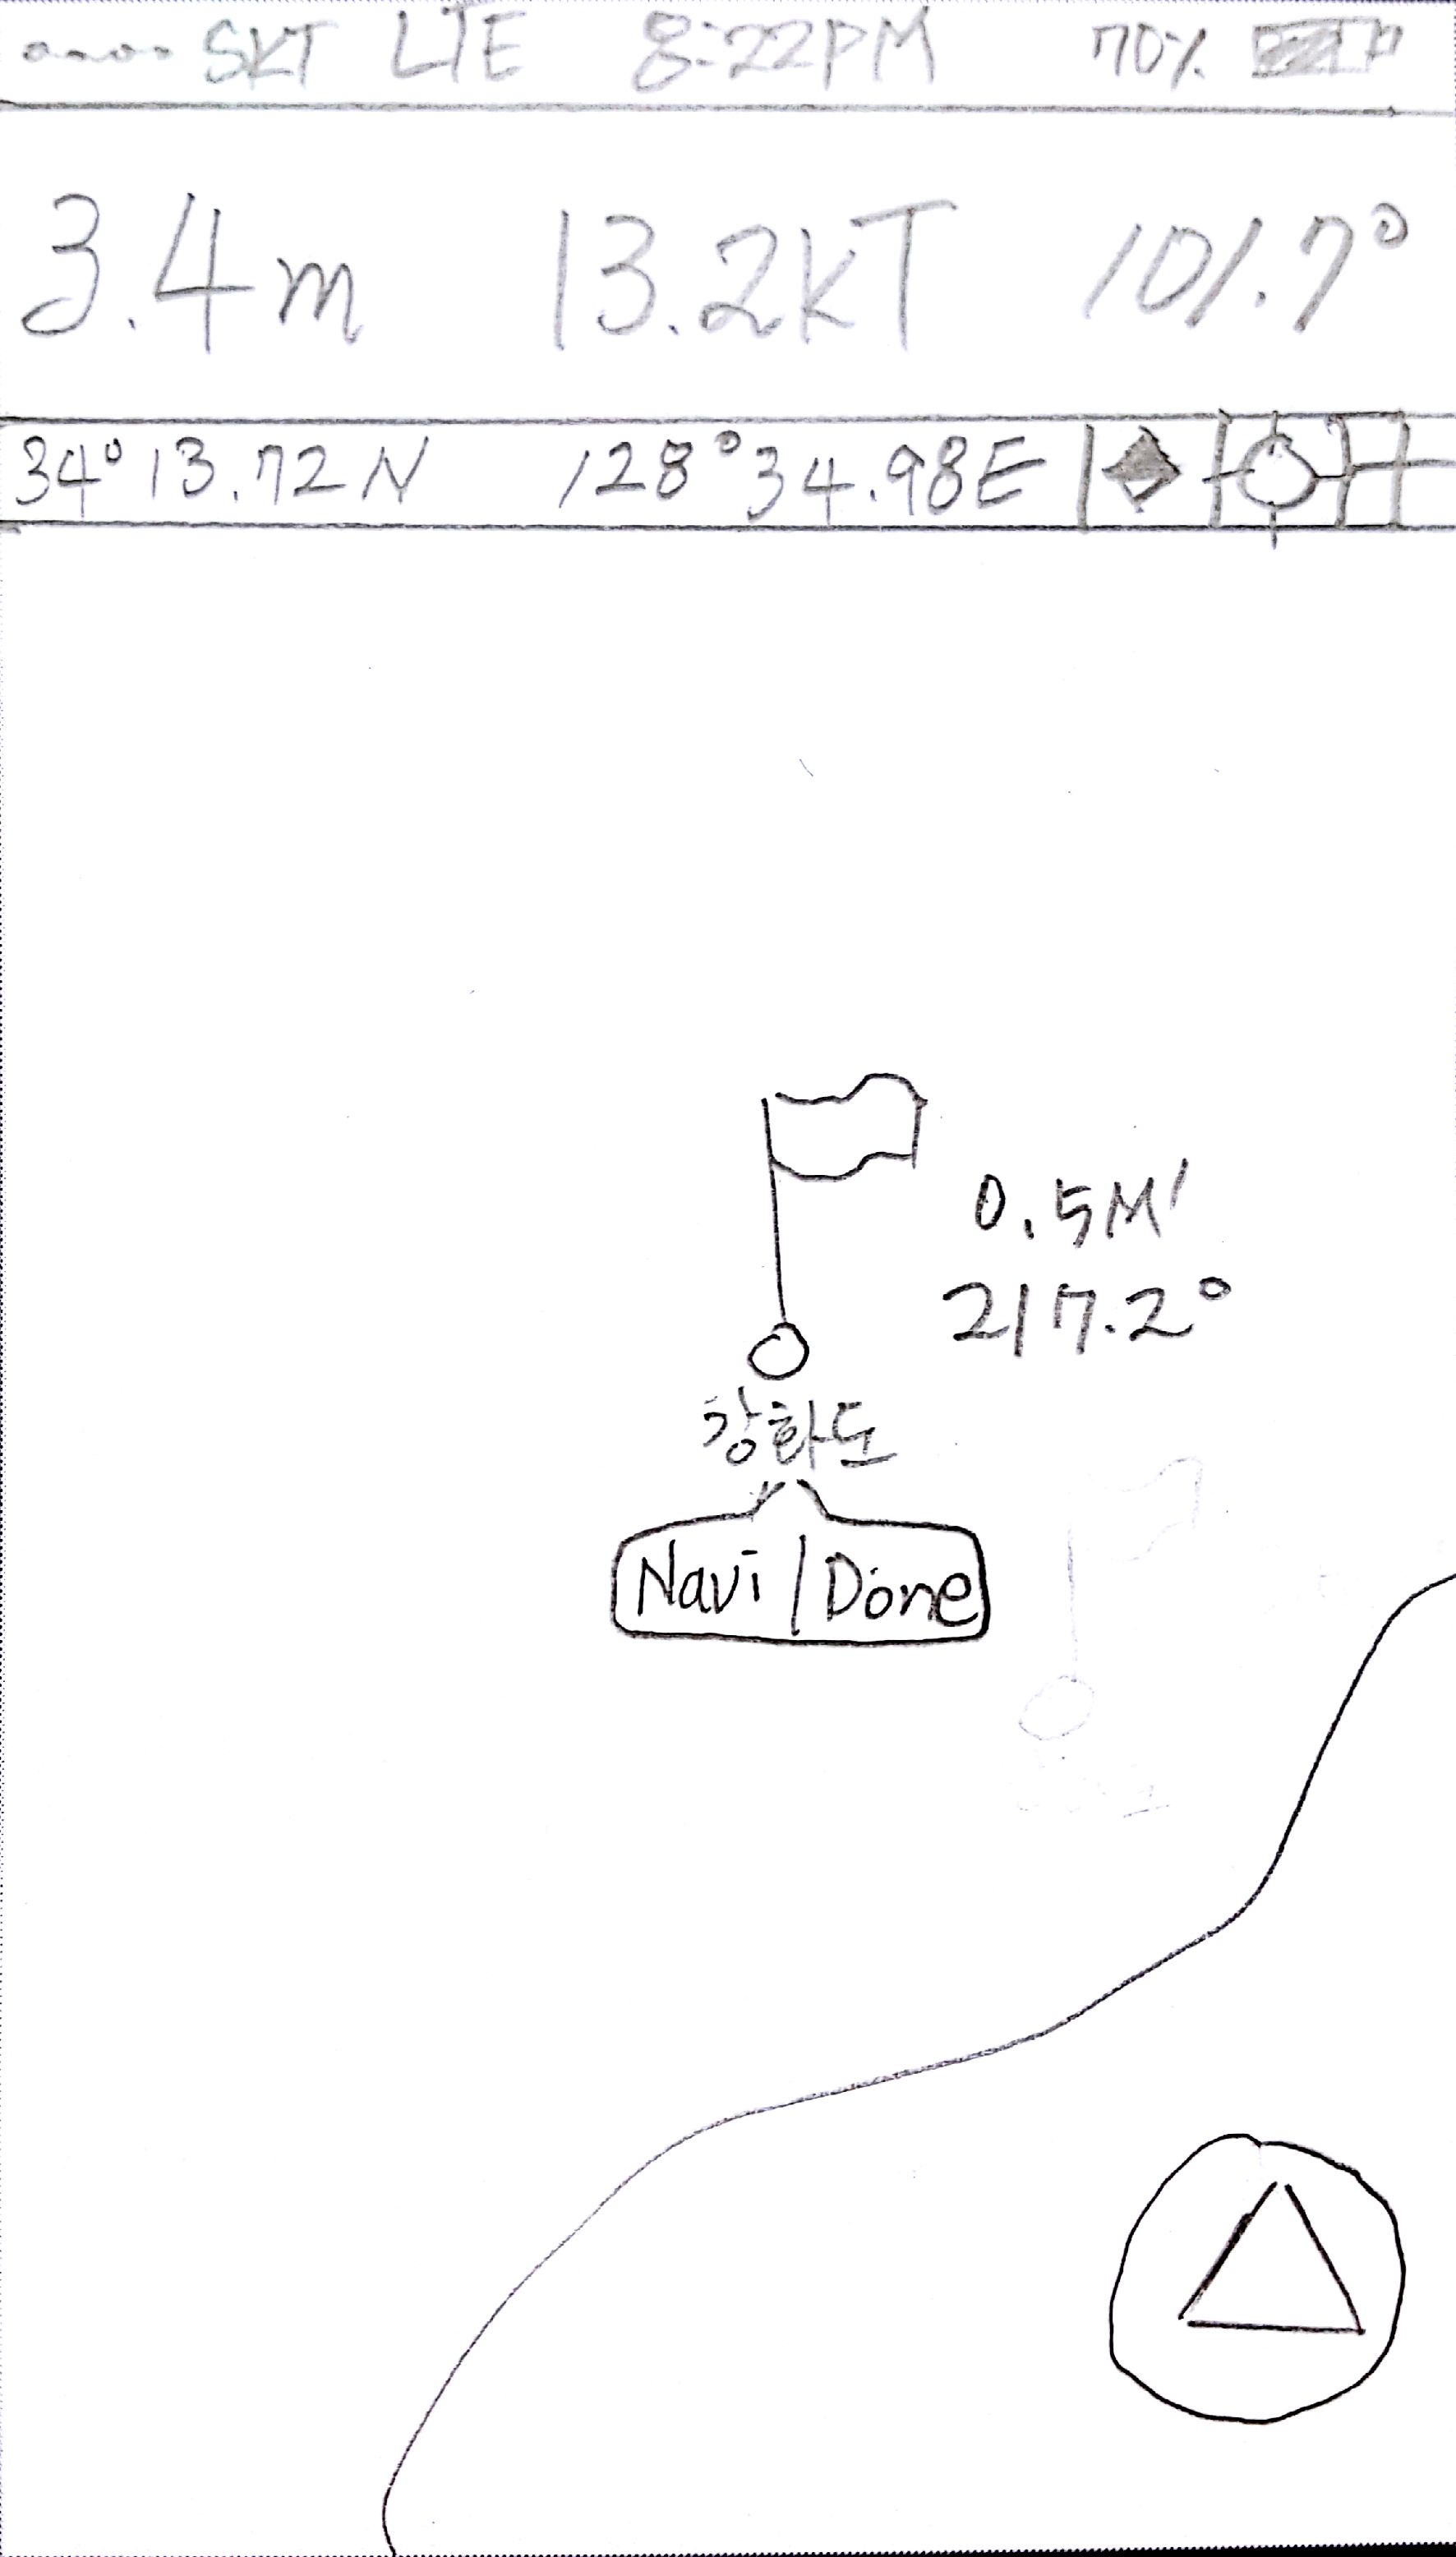 SKT LTE 8:22PM 70%
3.4m 13.2kT 101.7°
34° 13.72N 128° 34.98E
0.5M'
217.2°
강화도
Navi / Done